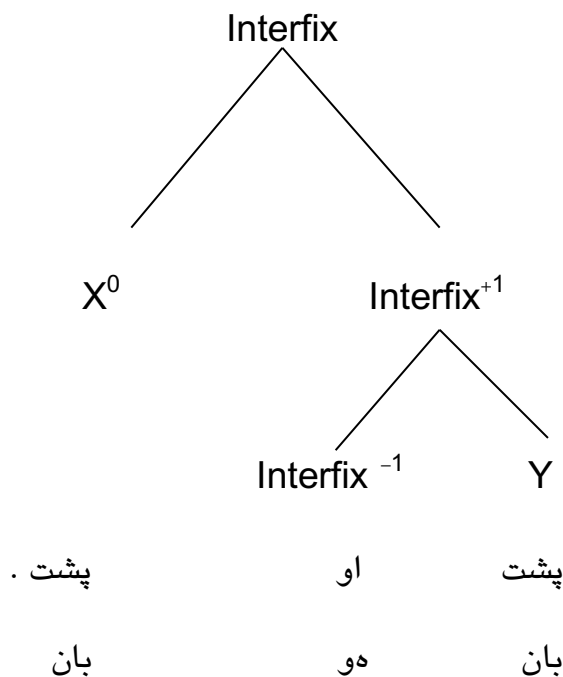 Interfix
X⁰ Interfix⁺¹
Interfix ⁻¹ Y
پشت او پشت .
بان ەو بان